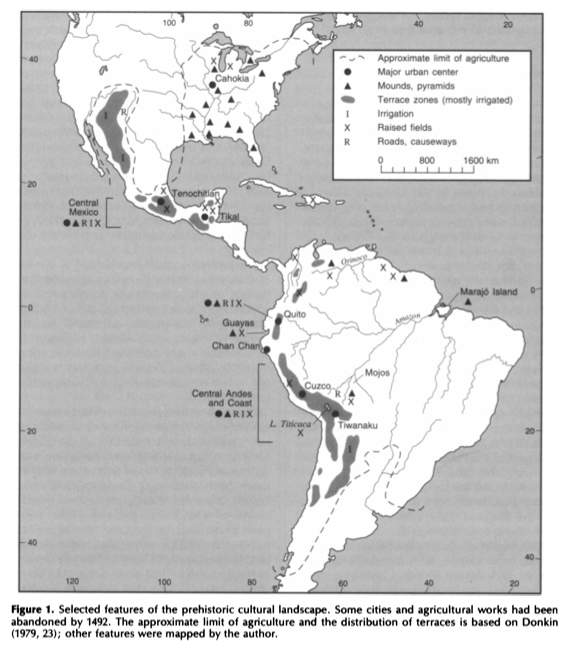 100 80 20
40
Approximate limit of agriculture
Major urban center
Mounds, pyramids
Terrace zones (mostly irrigated)
I Irrigation
X Raised fields
R Roads, causeways
0 800 1600 km
X X
Cahokia
I R
I
20 20
X
Tenochtitlan
X X X X
X
Tikal
Central
Mexico
R I X
X
Orinoco
X X X
Marajó Island
0 0
R I X
X
Quito
Amazon
Guayas
X
Chan Chan
Mojos
X
Cuzco
R X
Central Andes
and Coast
R I X
L. Titicaca
X
Tiwanaku
I
20 20
40 40
120 100 80 60 40 20
Figure 1. Selected features of the prehistoric cultural landscape. Some cities and agricultural works had been
abandoned by 1492. The approximate limit of agriculture and the distribution of terraces is based on Donkin
(1979, 23); other features were mapped by the author.